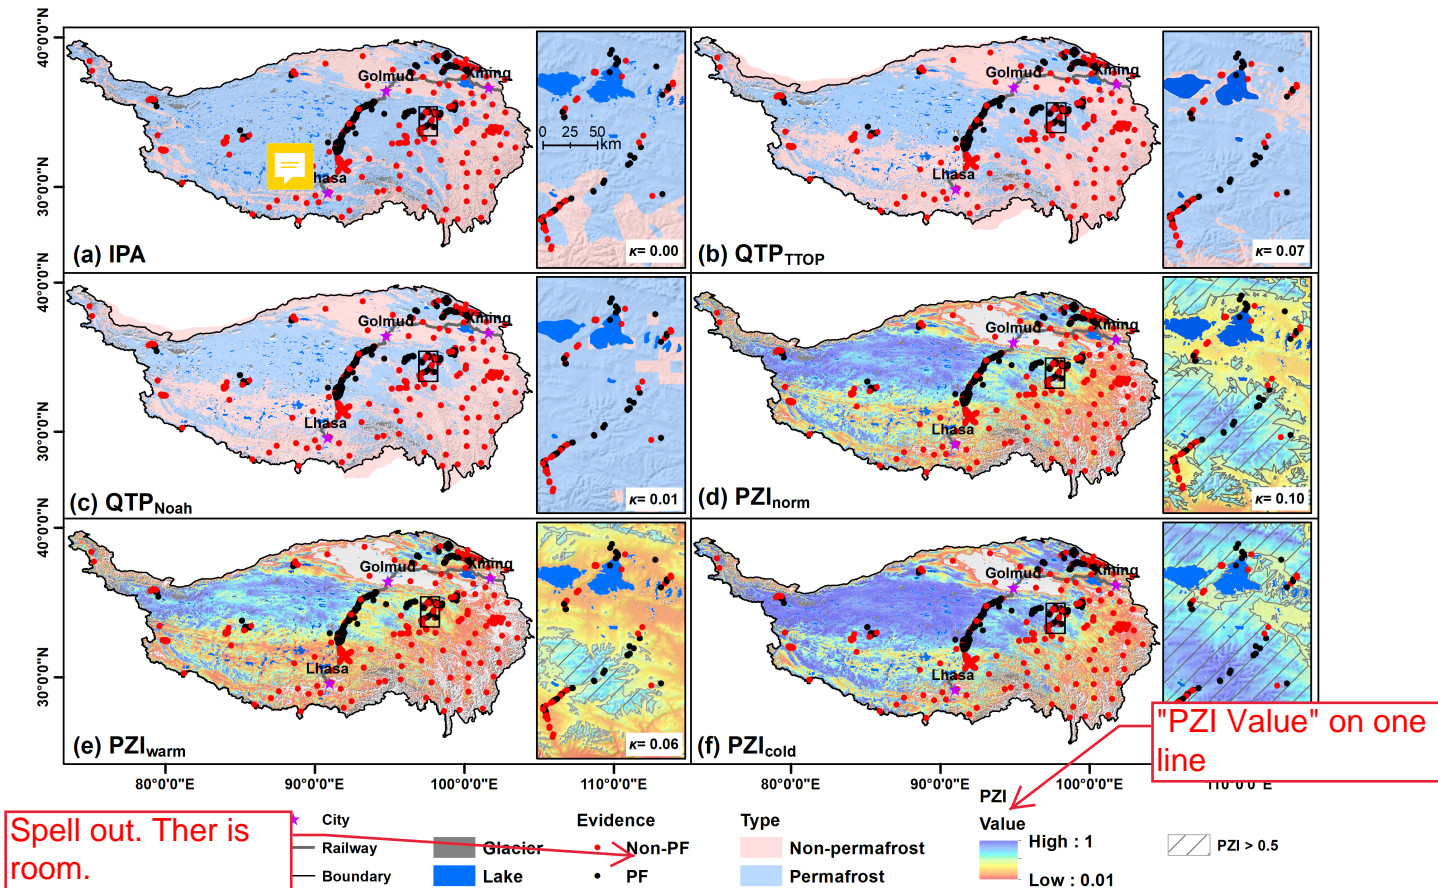 40°0'0"N
30°0'0"N
Golmud
Xining
hasa
0 25 50
km
(a) IPA
κ= 0.00
Golmud
Xining
Lhasa
(b) QTPTTOP
κ= 0.07
40°0'0"N
30°0'0"N
Golmud
Xining
Lhasa
(c) QTPNoah
κ= 0.01
Golmud
Xining
Lhasa
(d) PZInorm
κ= 0.10
40°0'0"N
30°0'0"N
Golmud
Xining
Lhasa
(e) PZIwarm
κ= 0.06
Golmud
Xining
Lhasa
(f) PZIcold
"PZI Value" on one
line
80°0'0"E
90°0'0"E
100°0'0"E
110°0'0"E
80°0'0"E
90°0'0"E
100°0'0"E
110°0'0"E
Spell out. Ther is
room.
City
Railway
Boundary
Glacier
Lake
Evidence
Non-PF
PF
Type
Non-permafrost
Permafrost
PZI
Value
High : 1
Low : 0.01
PZI > 0.5